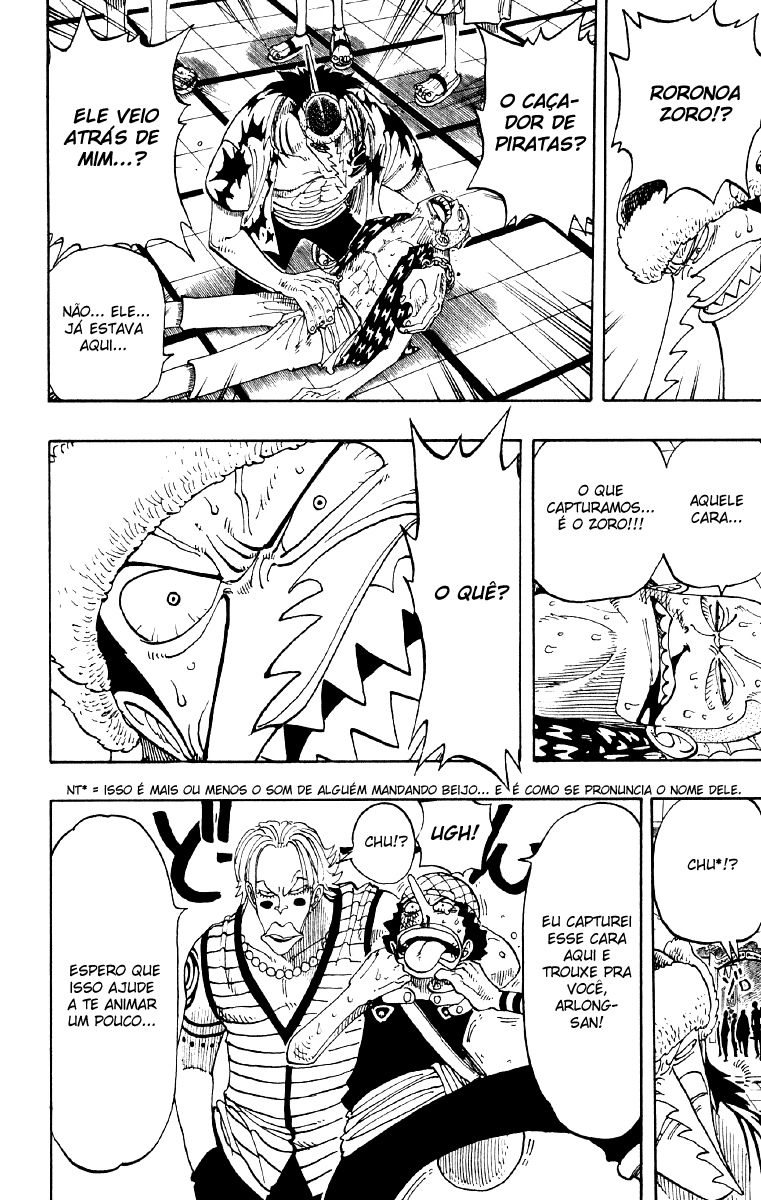 RORONOA
ZORO!?
O CAÇA-
DOR DE
PIRATAS?
ELE VEIO
ATRÁS DE
MIM...?
NÃO... ELE...
JÁ ESTAVA
AQUI...
AQUELE
CARA...
O QUE
CAPTURAMOS...
É O ZORO!!!
O QUÊ?
NT* = ISSO É MAIS OU MENOS O SOM DE ALGUÉM MANDANDO BEIJO... E É COMO SE PRONUNCIA O NOME DELE.
CHU*!?
UGH!
CHU!?
EU CAPTUREI
ESSE CARA
AQUI E
TROUXE PRA
VOCÊ,
ARLONG-
SAN!
ESPERO QUE
ISSO AJUDE
A TE ANIMAR
UM POUCO...